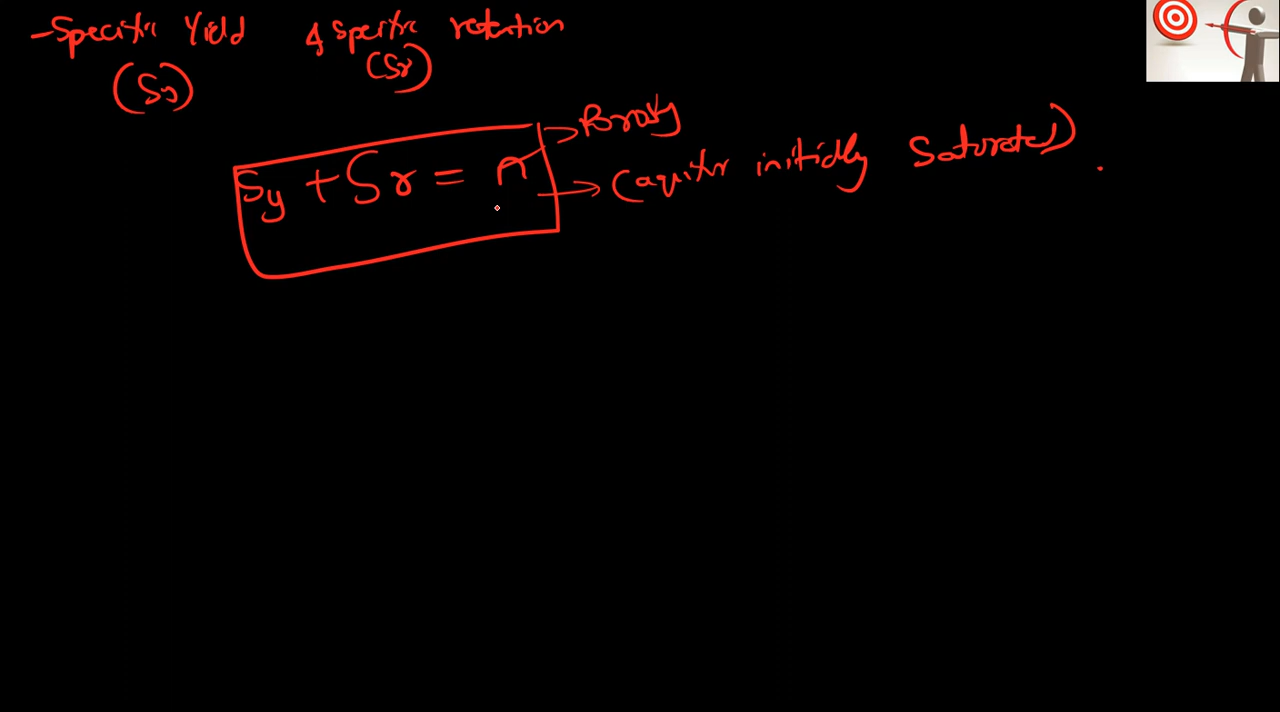 -Specific Yield & Specific retention
(Sy) (Sr)
Sy + Sr = n → Porosity
→ (aquifer initially Saturated).